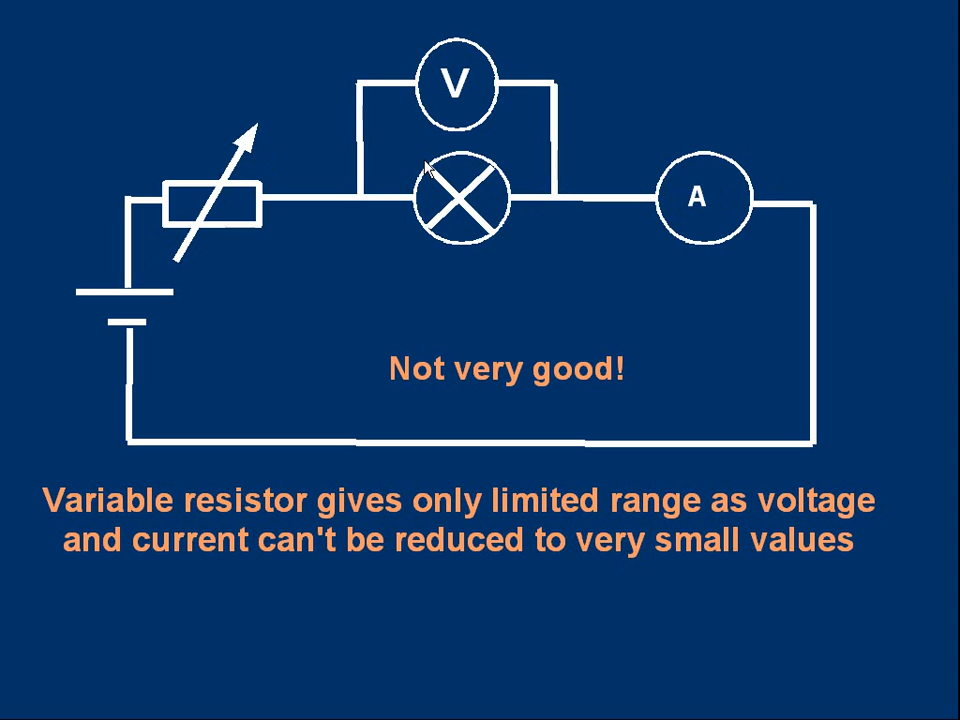 V
A
Not very good!
Variable resistor gives only limited range as voltage
and current can't be reduced to very small values